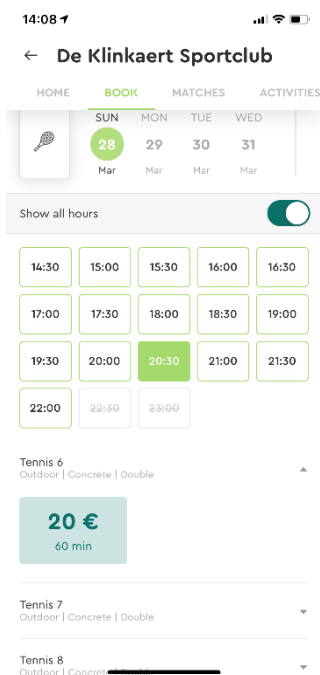 14:08
De Klinkaert Sportclub
HOME BOOK MATCHES ACTIVITIES
SUN MON TUE WED
28 29 30 31
Mar Mar Mar Mar
Show all hours
14:30 15:00 15:30 16:00 16:30
17:00 17:30 18:00 18:30 19:00
19:30 20:00 20:30 21:00 21:30
22:00 22:30 23:00
Tennis 6
Outdoor | Concrete | Double
20 €
60 min
Tennis 7
Outdoor | Concrete | Double
Tennis 8
Outdoor | Concrete | Double